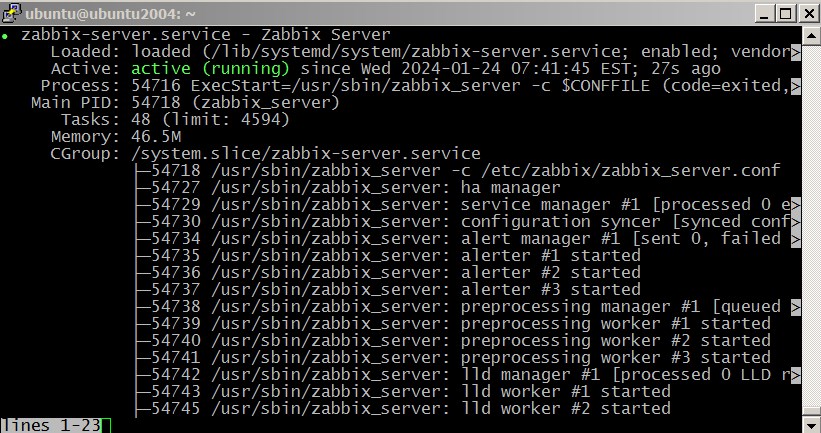 ubuntu@ubuntu2004: ~
● zabbix-server.service - Zabbix Server
Loaded: loaded (/lib/systemd/system/zabbix-server.service; enabled; vendor>
Active: active (running) since Wed 2024-01-24 07:41:45 EST; 27s ago
Process: 54716 ExecStart=/usr/sbin/zabbix_server -c $CONFFILE (code=exited,>
Main PID: 54718 (zabbix_server)
Tasks: 48 (limit: 4594)
Memory: 46.5M
CGroup: /system.slice/zabbix-server.service
├─54718 /usr/sbin/zabbix_server -c /etc/zabbix/zabbix_server.conf
├─54727 /usr/sbin/zabbix_server: ha manager
├─54729 /usr/sbin/zabbix_server: service manager #1 [processed 0 e>
├─54730 /usr/sbin/zabbix_server: configuration syncer [synced conf>
├─54734 /usr/sbin/zabbix_server: alert manager #1 [sent 0, failed >
├─54735 /usr/sbin/zabbix_server: alerter #1 started
├─54736 /usr/sbin/zabbix_server: alerter #2 started
├─54737 /usr/sbin/zabbix_server: alerter #3 started
├─54738 /usr/sbin/zabbix_server: preprocessing manager #1 [queued >
├─54739 /usr/sbin/zabbix_server: preprocessing worker #1 started
├─54740 /usr/sbin/zabbix_server: preprocessing worker #2 started
├─54741 /usr/sbin/zabbix_server: preprocessing worker #3 started
├─54742 /usr/sbin/zabbix_server: lld manager #1 [processed 0 LLD r>
├─54743 /usr/sbin/zabbix_server: lld worker #1 started
├─54745 /usr/sbin/zabbix_server: lld worker #2 started
lines 1-23